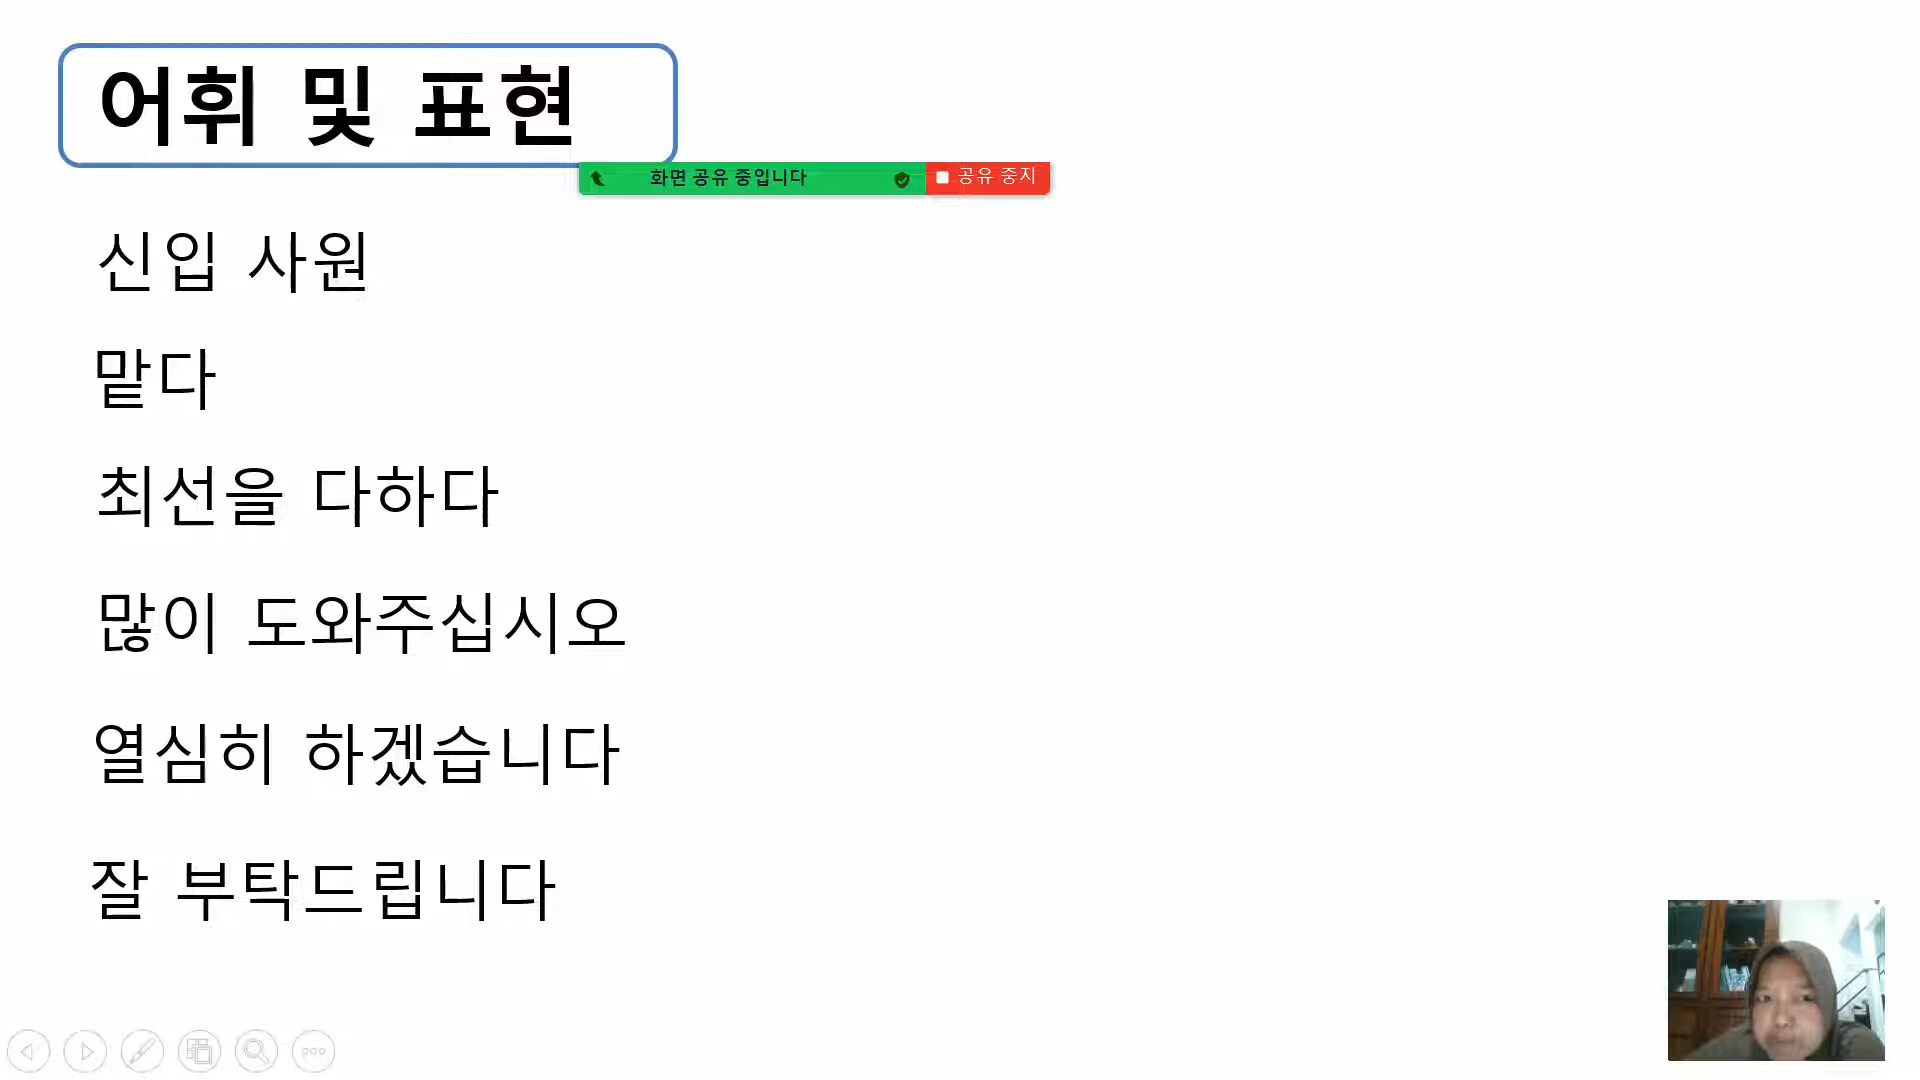 어휘 및 표현
화면 공유 중입니다
공유 중지
신입 사원
맡다
최선을 다하다
많이 도와주십시오
열심히 하겠습니다
잘 부탁드립니다